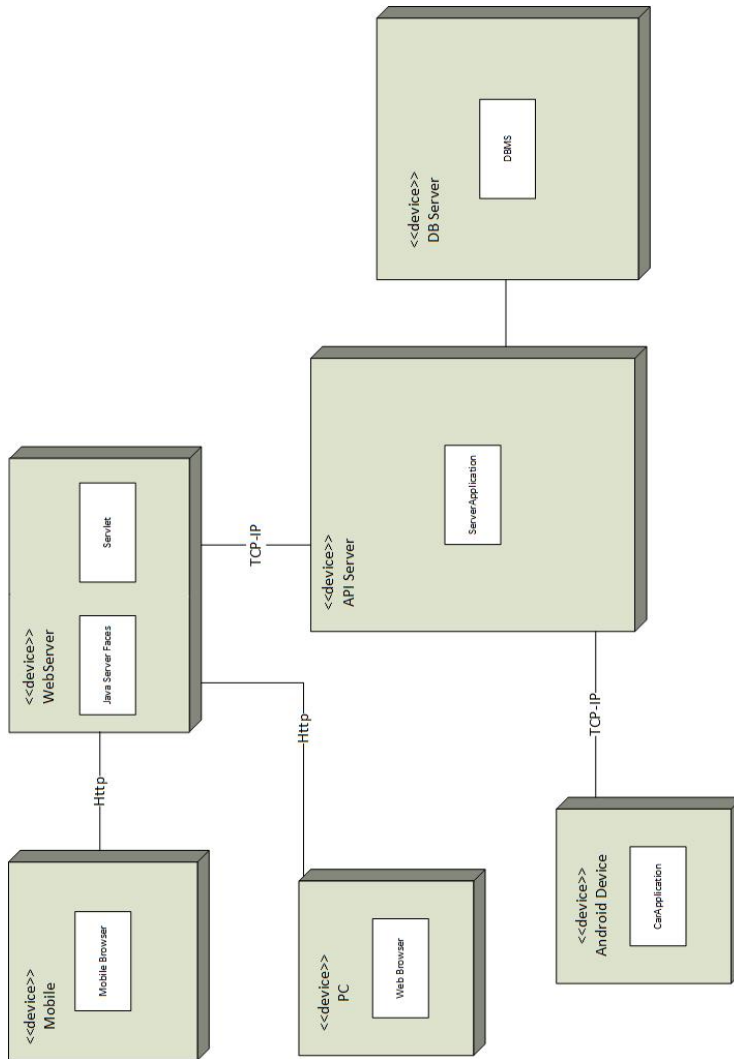 <<device>>
Mobile
Mobile Browser
Http
<<device>>
WebServer
Java Server Faces
Servlet
<<device>>
PC
Web Browser
Http
TCP-IP
<<device>>
API Server
ServerApplication
<<device>>
DB Server
DBMS
<<device>>
Android Device
CarApplication
TCP-IP